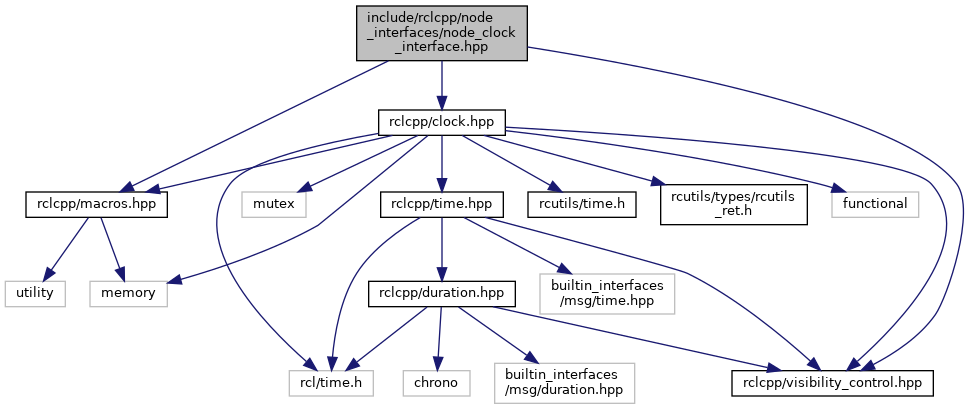 include/rclcpp/node
_interfaces/node_clock
_interface.hpp
rclcpp/clock.hpp
rclcpp/macros.hpp
mutex
rclcpp/time.hpp
rcutils/time.h
rcutils/types/rcutils
_ret.h
functional
utility
memory
rclcpp/duration.hpp
builtin_interfaces
/msg/time.hpp
rcl/time.h
chrono
builtin_interfaces
/msg/duration.hpp
rclcpp/visibility_control.hpp